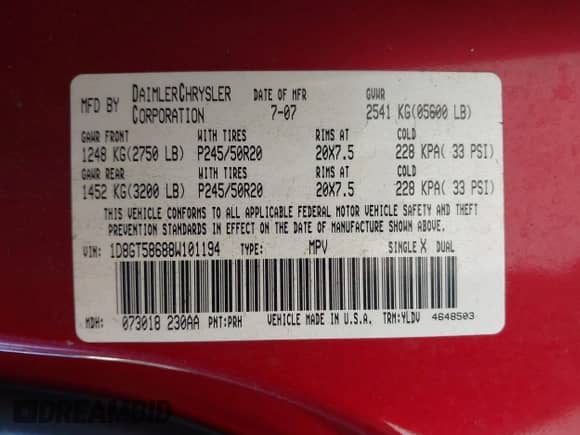 MFD BY DAIMLERCHRYSLER CORPORATION DATE OF MFR 7-07 GVWR 2541 KG(05600 LB)
GAWR FRONT WITH TIRES RIMS AT COLD
1248 KG(2750 LB) P245/50R20 20X7.5 228 KPA( 33 PSI)
GAWR REAR WITH TIRES RIMS AT COLD
1452 KG(3200 LB) P245/50R20 20X7.5 228 KPA( 33 PSI)
THIS VEHICLE CONFORMS TO ALL APPLICABLE FEDERAL MOTOR VEHICLE SAFETY AND THEFT
PREVENTION STANDARDS IN EFFECT ON THE DATE OF MANUFACTURE SHOWN ABOVE.
VIN: 1D8GT58688W101194 TYPE: MPV SINGLE X DUAL
MDH: 073018 230AA PNT:PRH VEHICLE MADE IN U.S.A. TRM:YLDV 4648503
DREAMBID